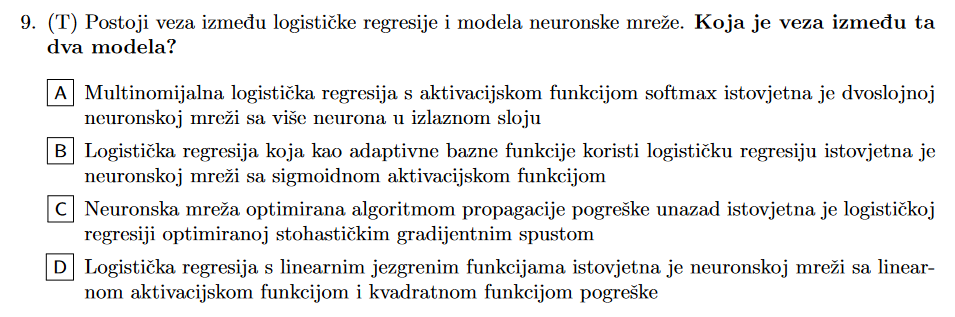 9. (T) Postoji veza između logističke regresije i modela neuronske mreže. Koja je veza između ta
dva modela?
A Multinomijalna logistička regresija s aktivacijskom funkcijom softmax istovjetna je dvoslojnoj
neuronskoj mreži sa više neurona u izlaznom sloju
B Logistička regresija koja kao adaptivne bazne funkcije koristi logističku regresiju istovjetna je
neuronskoj mreži sa sigmoidnom aktivacijskom funkcijom
C Neuronska mreža optimirana algoritmom propagacije pogreške unazad istovjetna je logističkoj
regresiji optimiranoj stohastičkim gradijentnim spustom
D Logistička regresija s linearnim jezgrenim funkcijama istovjetna je neuronskoj mreži sa linear-
nom aktivacijskom funkcijom i kvadratnom funkcijom pogreške